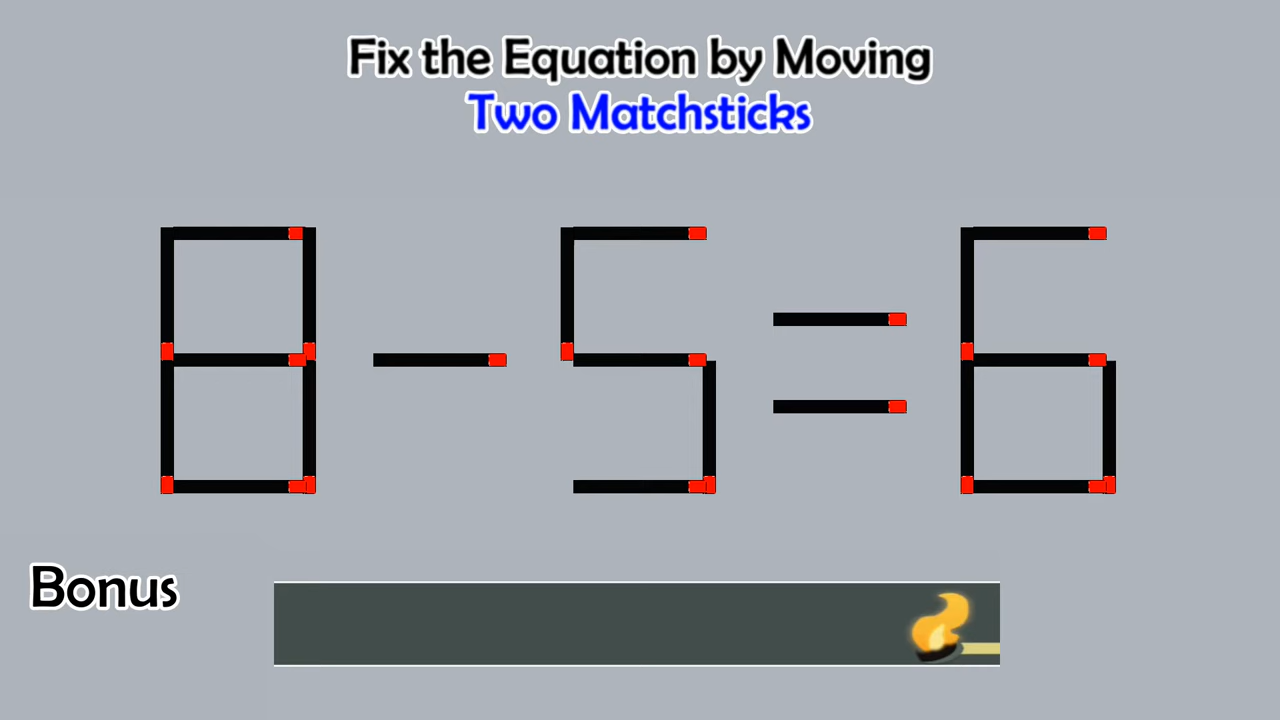 Fix the Equation by Moving
Two Matchsticks
8 - 5 = 6
Bonus